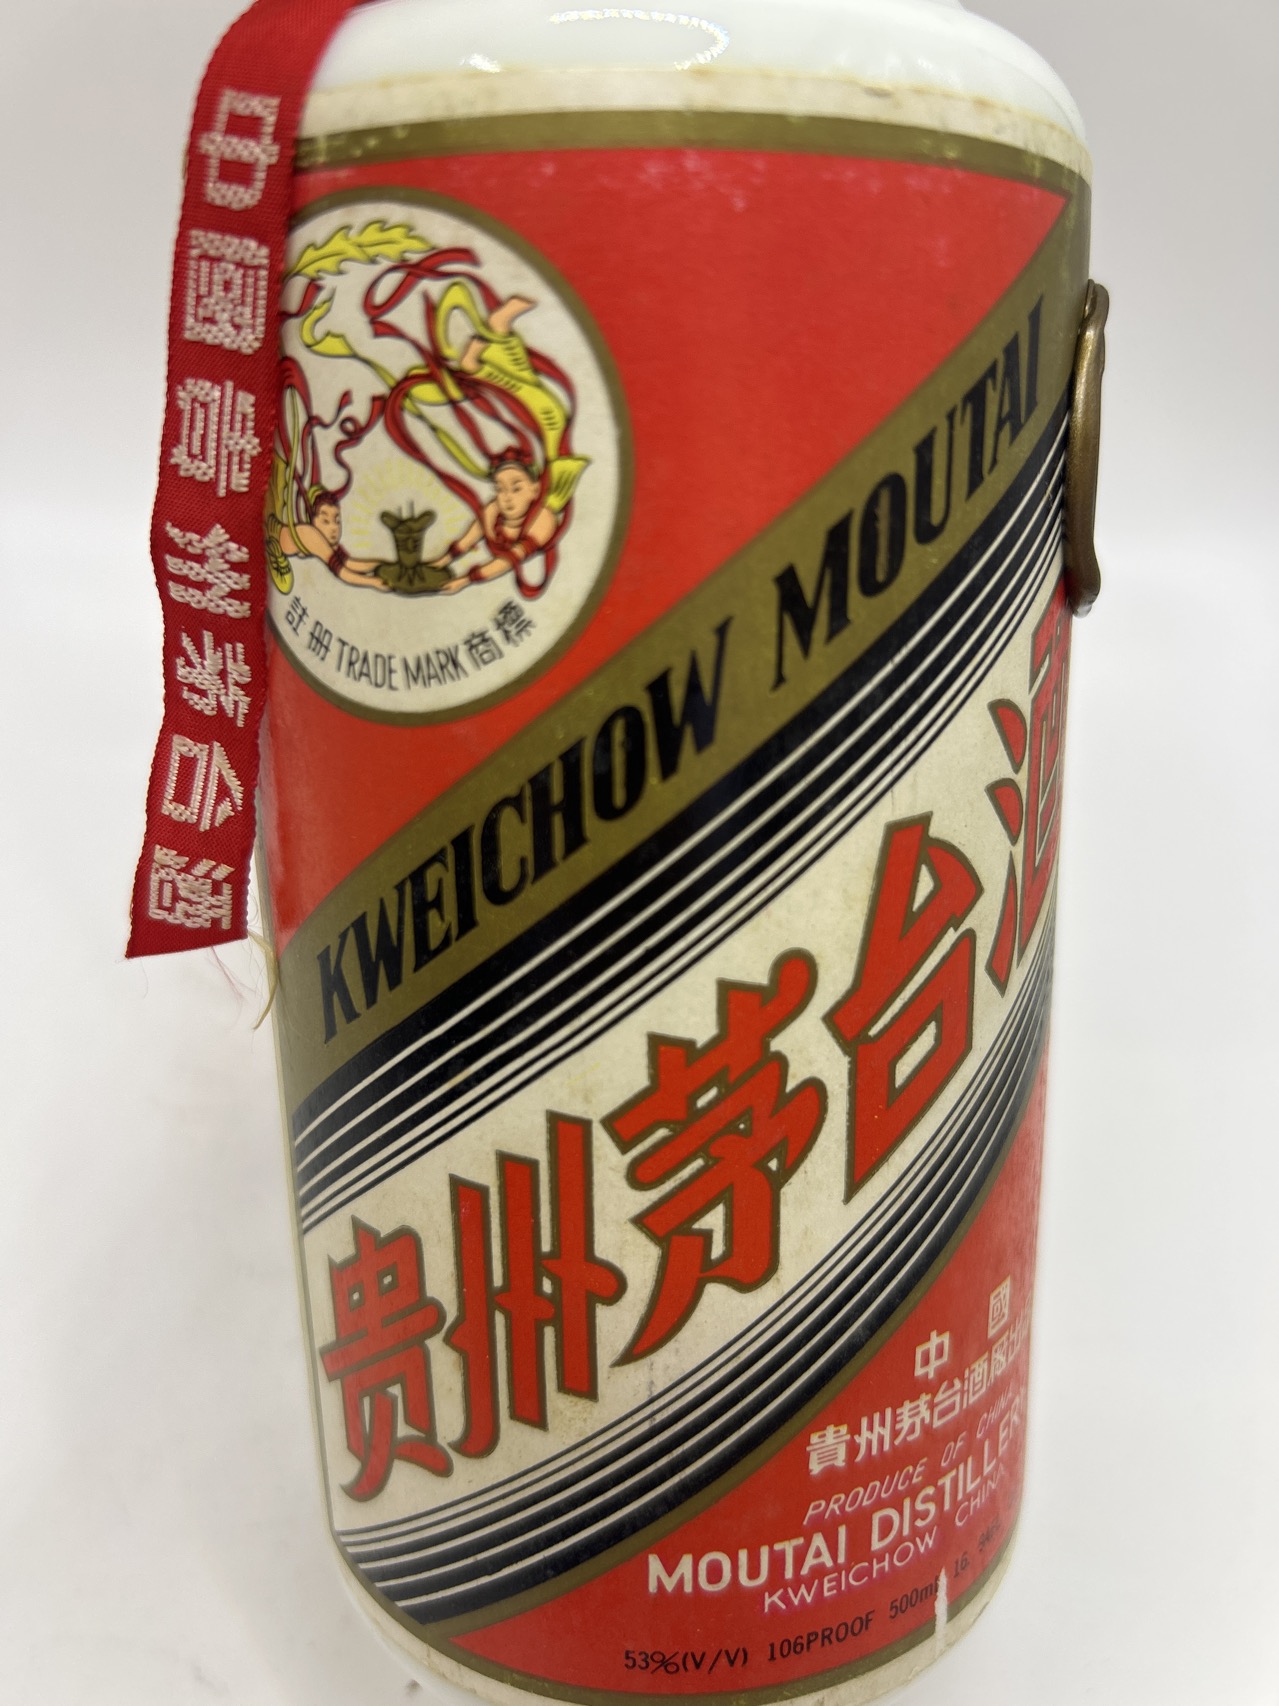 中國貴州茅台酒
註册 TRADE MARK 商標
KWEICHOW MOUTAI
贵州茅台酒
中國
貴州茅台酒厰出
PRODUCE OF CHINA
MOUTAI DISTILLERY
KWEICHOW CHINA
53%(V/V) 106PROOF 500ml 16.